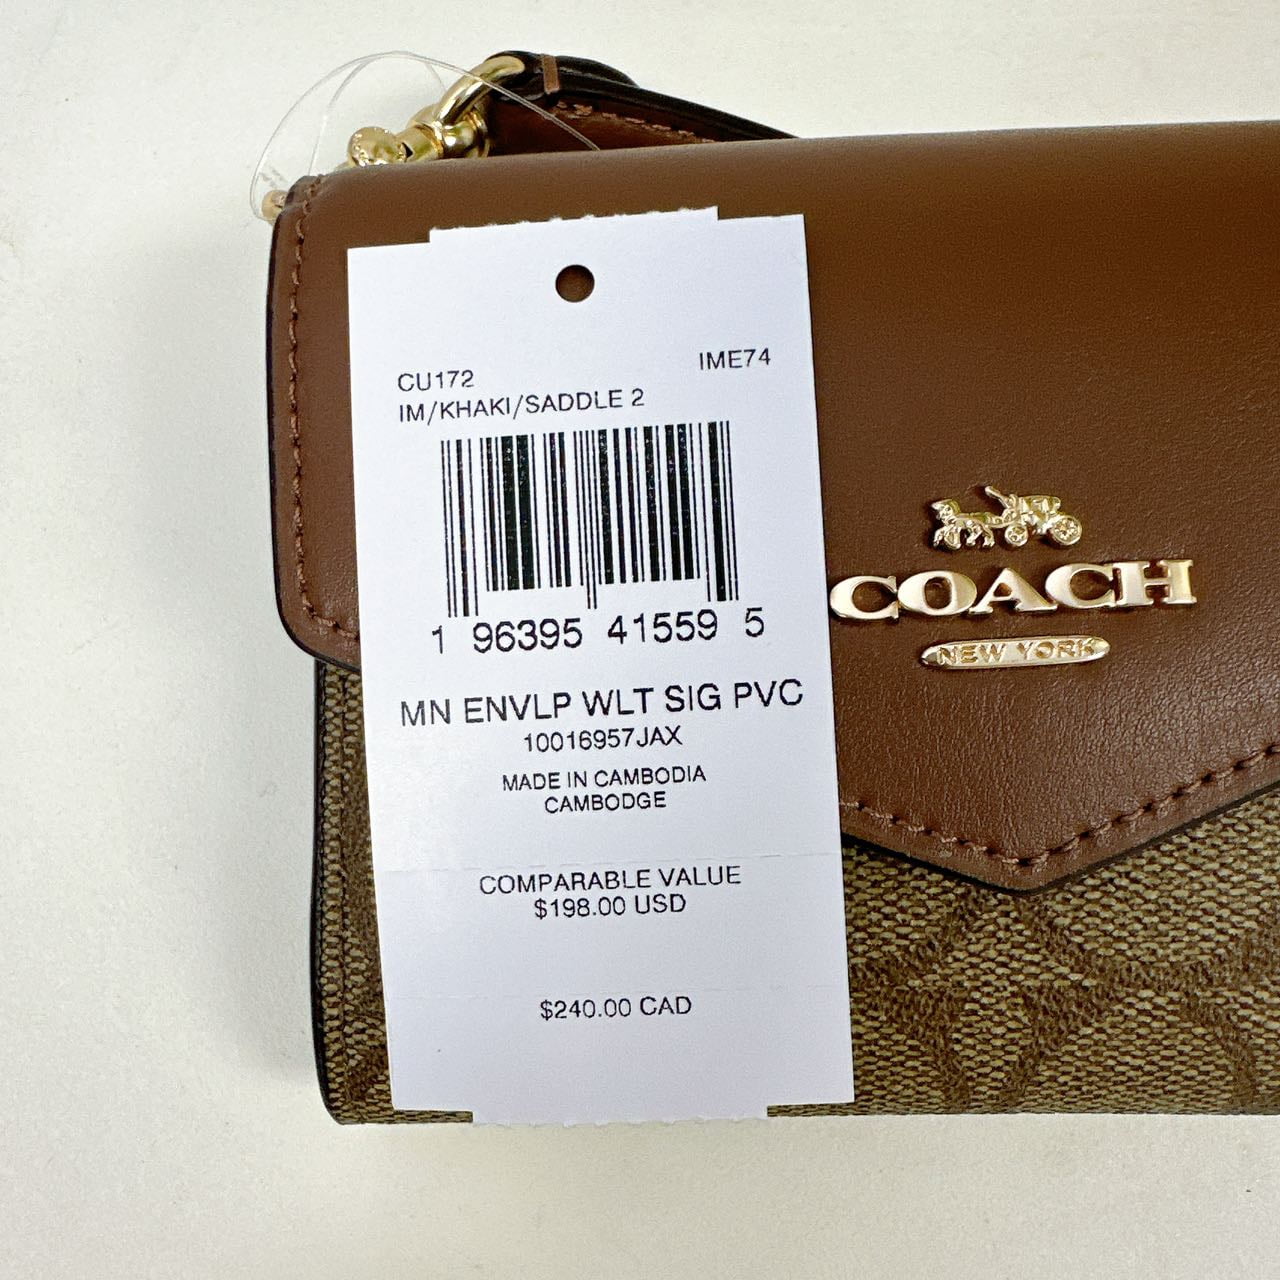 CU172 IME74
IM/KHAKI/SADDLE 2
1 96395 41559 5
MN ENVLP WLT SIG PVC
10016957JAX
MADE IN CAMBODIA
CAMBODGE
COMPARABLE VALUE
$198.00 USD
$240.00 CAD
COACH
NEW YORK